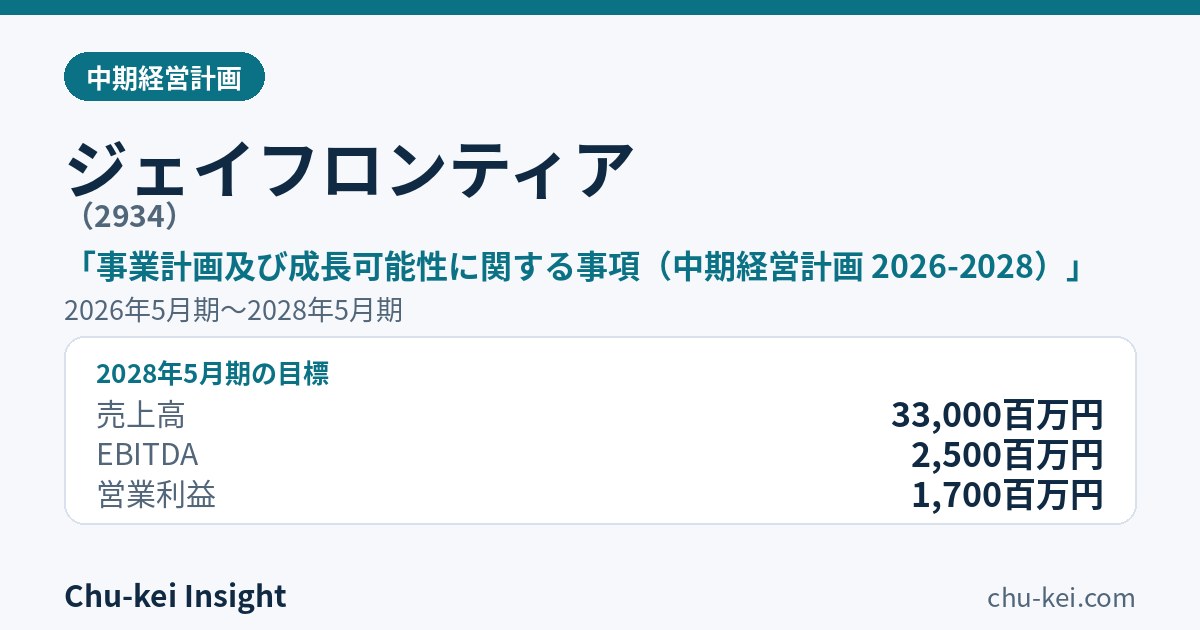 中期経営計画
ジェイフロンティア
（2934）
「事業計画及び成長可能性に関する事項（中期経営計画 2026-2028）」
2026年5月期～2028年5月期
2028年5月期の目標
売上高 33,000百万円
EBITDA 2,500百万円
営業利益 1,700百万円
Chu-kei Insight chu-kei.com